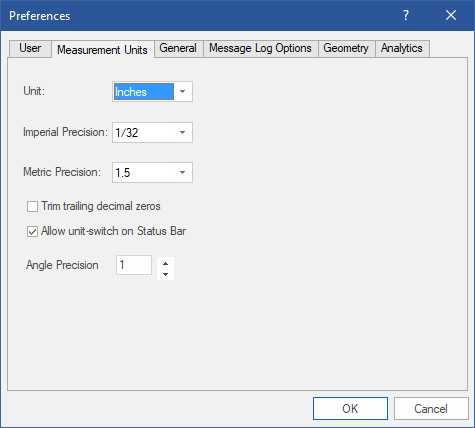 Preferences ?
User Measurement Units General Message Log Options Geometry Analytics
Unit: Inches
Imperial Precision: 1/32
Metric Precision: 1.5
Trim trailing decimal zeros
Allow unit-switch on Status Bar
Angle Precision 1
OK Cancel